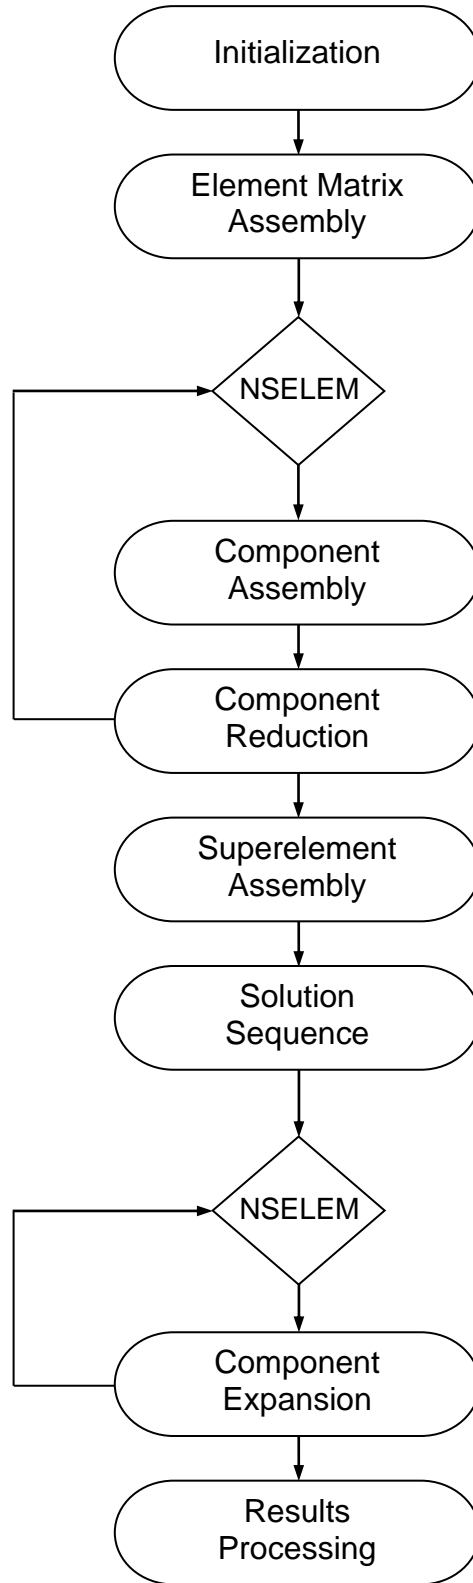 Initialization
Element Matrix
Assembly
NSELEM
Component
Assembly
Component
Reduction
Superelement
Assembly
Solution
Sequence
NSELEM
Component
Expansion
Results
Processing